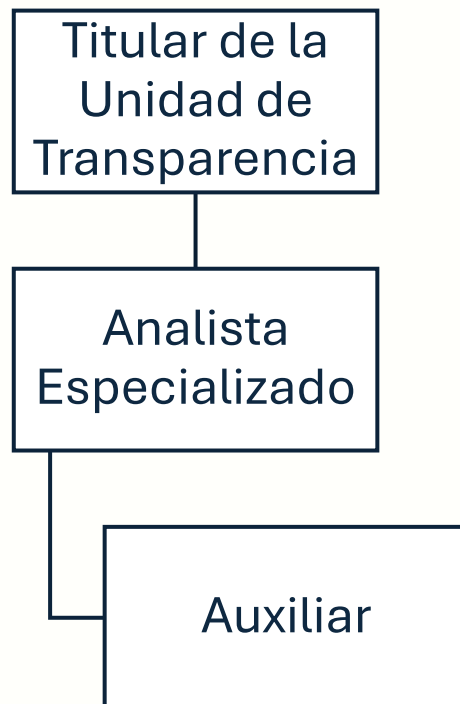 Titular de la
Unidad de
Transparencia
Analista
Especializado
Auxiliar